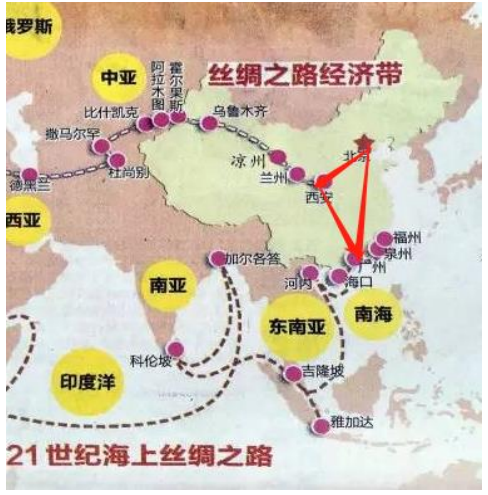 俄罗斯
中亚
阿拉木图
霍尔果斯
丝绸之路经济带
比什凯克
乌鲁木齐
撒马尔罕
凉州
北京
杜尚别
兰州
德黑兰
西安
西亚
福州
泉州
广州
加尔各答
河内
海口
南亚
东南亚
南海
科伦坡
吉隆坡
印度洋
雅加达
21世纪海上丝绸之路